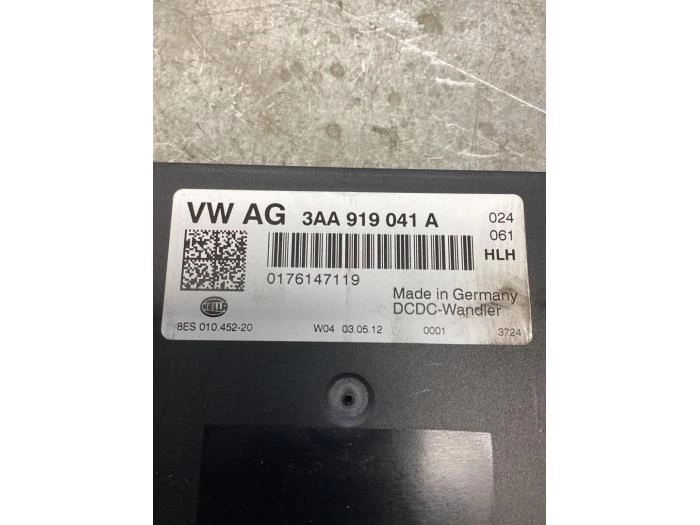 VW AG 3AA 919 041 A 024
061
HLH
0176147119
Made in Germany
DCDC-Wandler
HELLA
8ES 010.452-20 W04 03.05.12 0001 3724